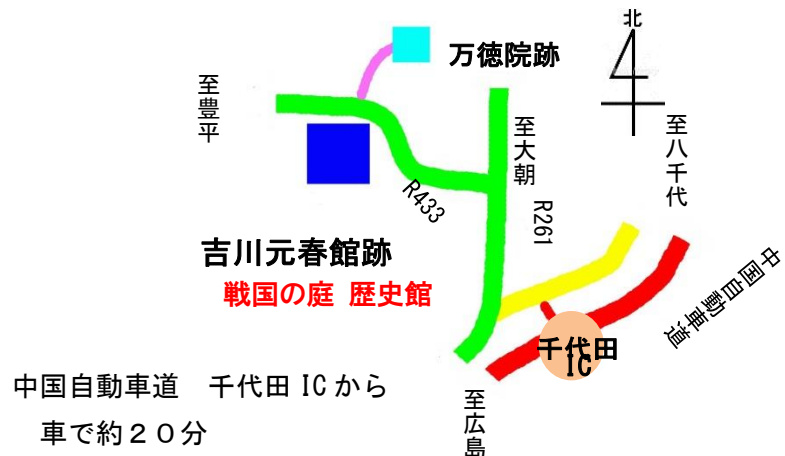 北
万徳院跡
至豊平
至大朝
至八千代
R433
R261
吉川元春館跡
戦国の庭 歴史館
中国自動車道
千代田
IC
中国自動車道　千代田 IC から
車で約２０分
至広島